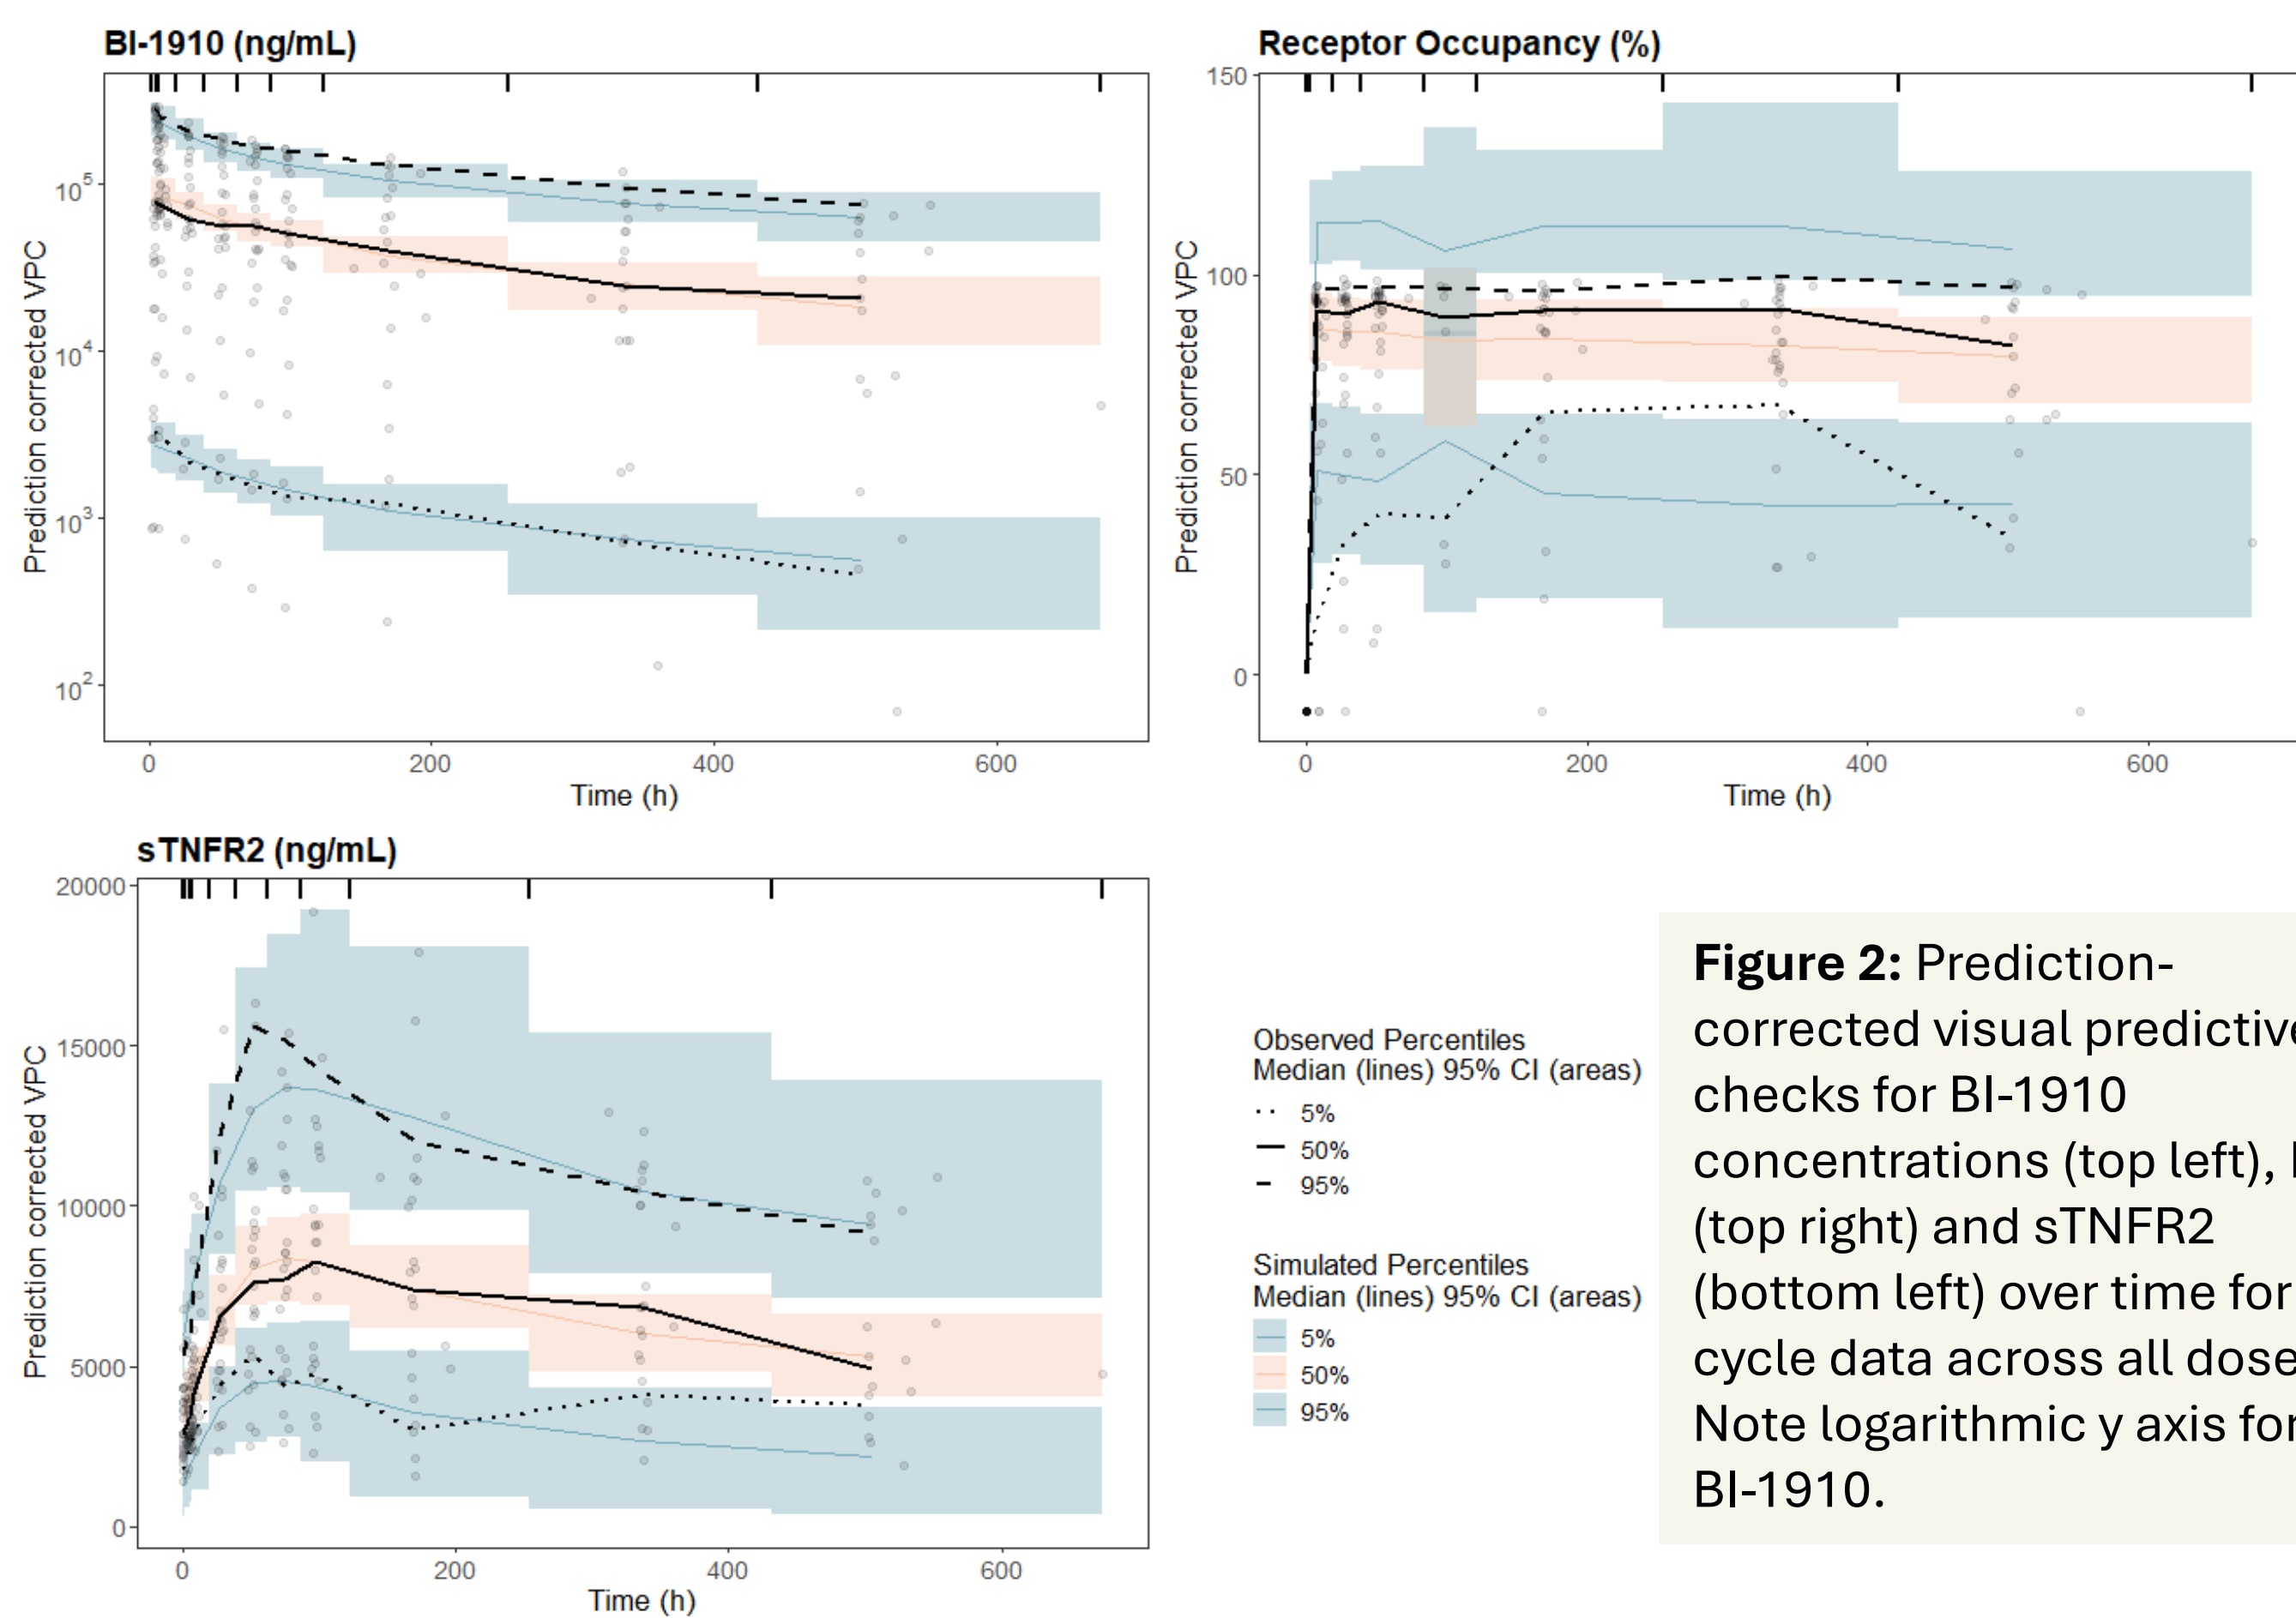 BI-1910 (ng/mL)
Prediction corrected VPC
10^5
10^4
10^3
10^2
0 200 400 600
Time (h)
Receptor Occupancy (%)
Prediction corrected VPC
150
100
50
0
0 200 400 600
Time (h)
sTNFR2 (ng/mL)
Prediction corrected VPC
20000
15000
10000
5000
0
0 200 400 600
Time (h)
Observed Percentiles
Median (lines) 95% CI (areas)
5%
50%
95%
Simulated Percentiles
Median (lines) 95% CI (areas)
5%
50%
95%
Figure 2: Prediction-
corrected visual predictive
checks for BI-1910
concentrations (top left),
(top right) and sTNFR2
(bottom left) over time for
cycle data across all dose
Note logarithmic y axis for
BI-1910.